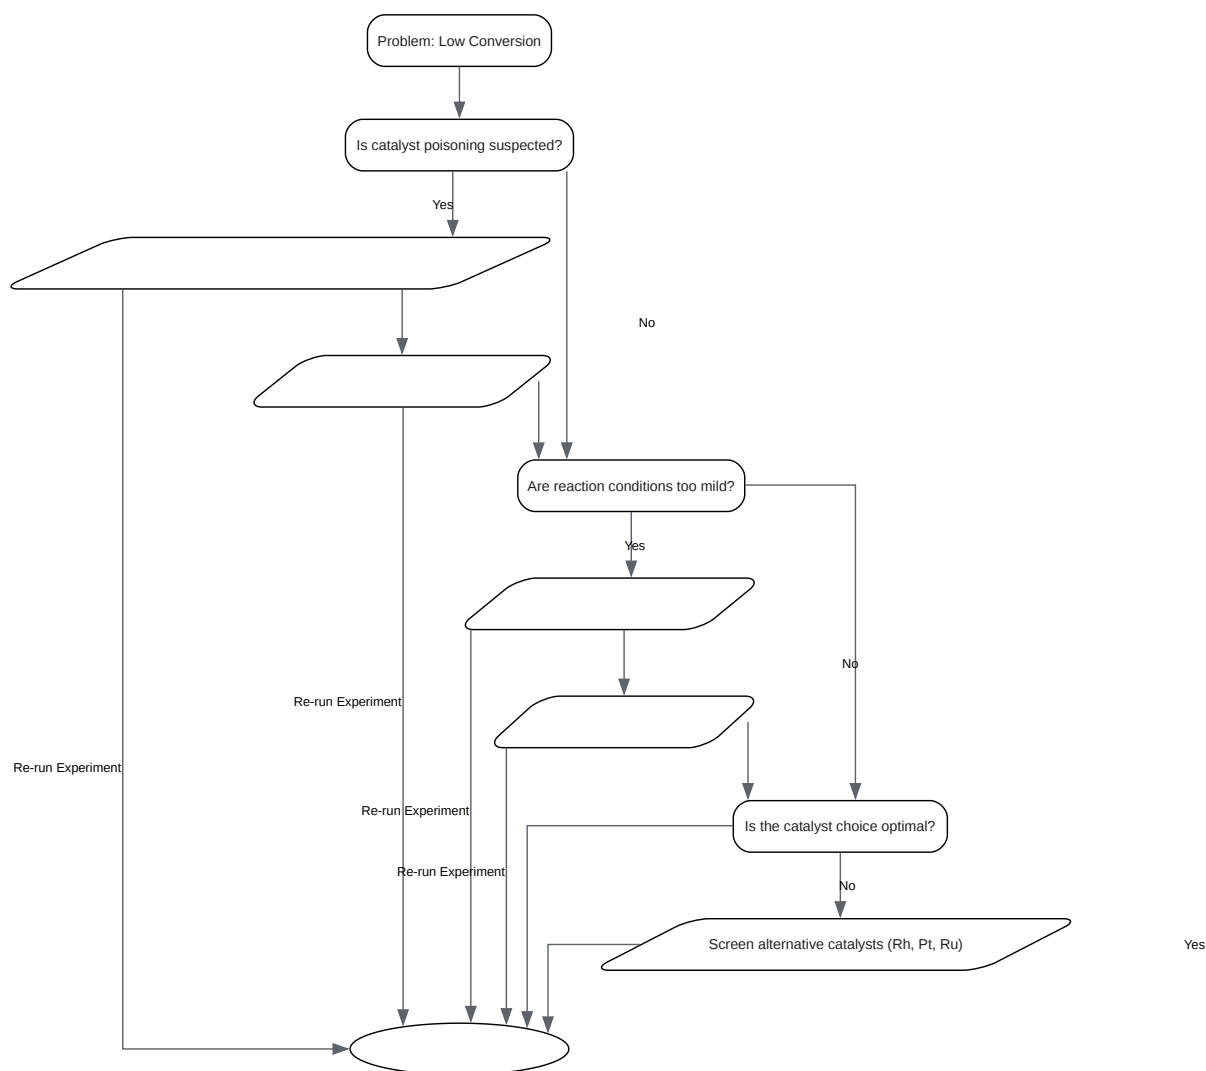 Problem: Low Conversion
Is catalyst poisoning suspected?
Yes
No
Are reaction conditions too mild?
Yes
No
Re-run Experiment
Re-run Experiment
Re-run Experiment
Is the catalyst choice optimal?
Re-run Experiment
No
Screen alternative catalysts (Rh, Pt, Ru)
Yes